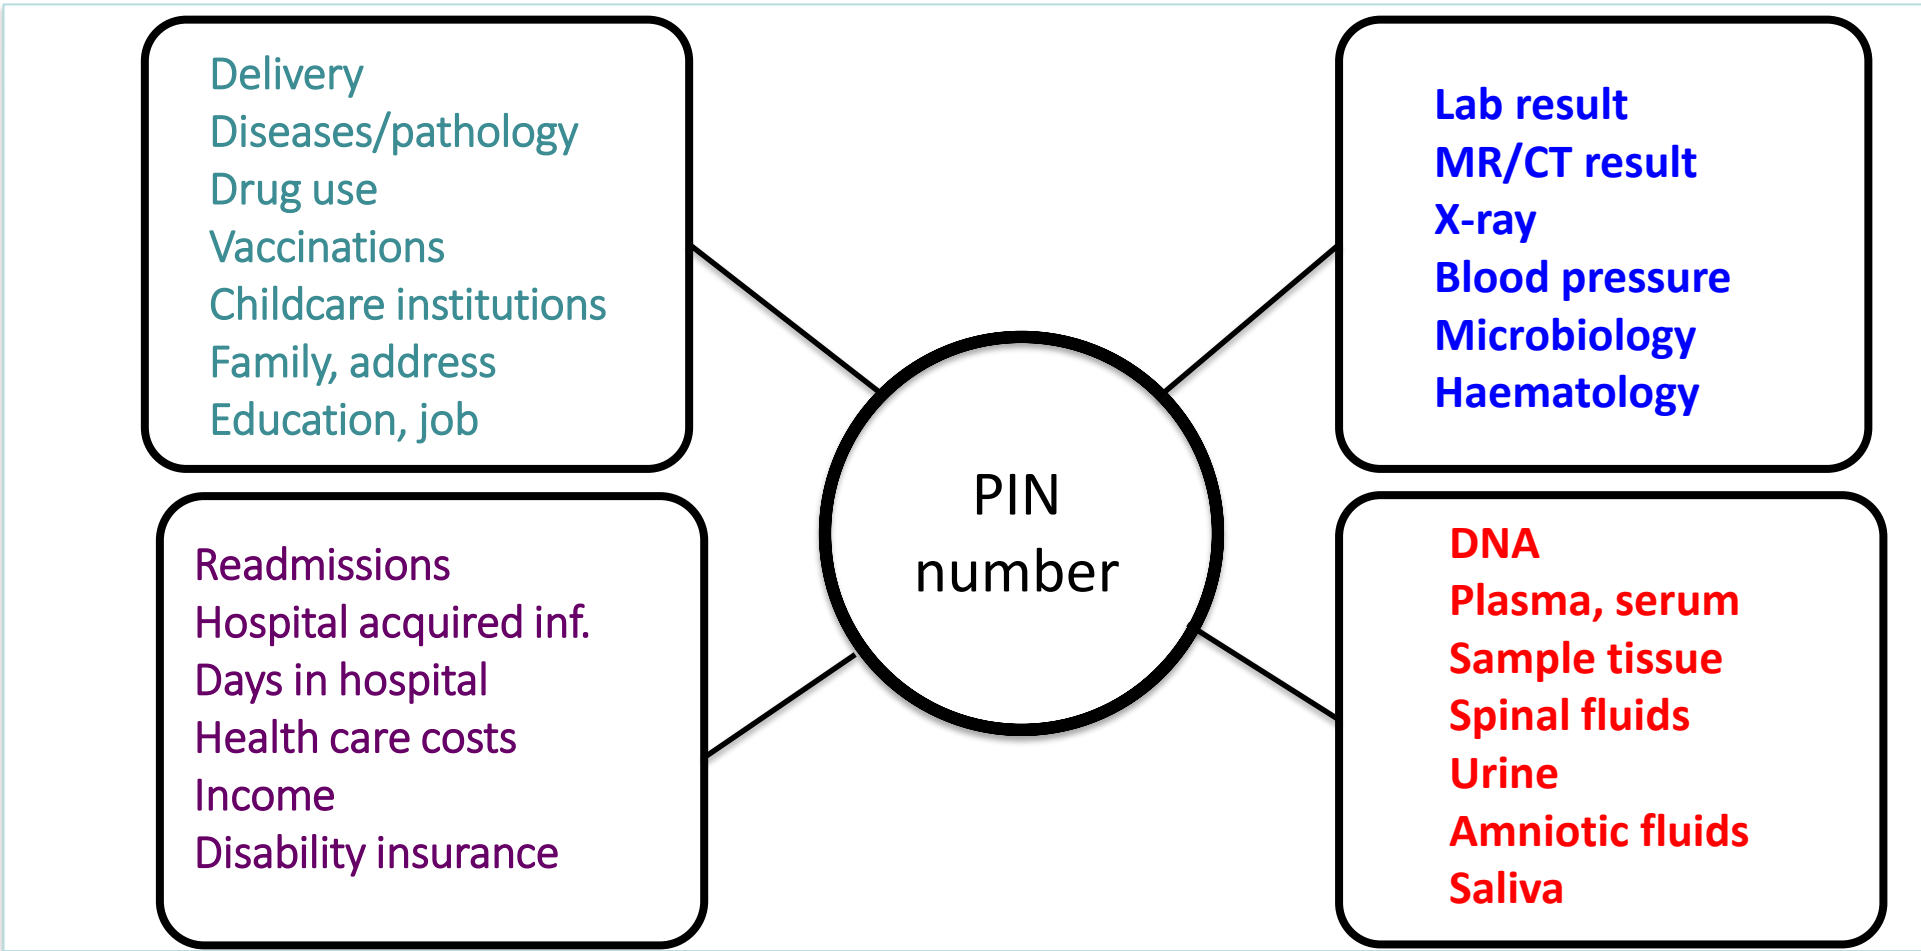 Delivery
Diseases/pathology
Drug use
Vaccinations
Childcare institutions
Family, address
Education, job
Lab result
MR/CT result
X-ray
Blood pressure
Microbiology
Haematology
PIN
number
Readmissions
Hospital acquired inf.
Days in hospital
Health care costs
Income
Disability insurance
DNA
Plasma, serum
Sample tissue
Spinal fluids
Urine
Amniotic fluids
Saliva